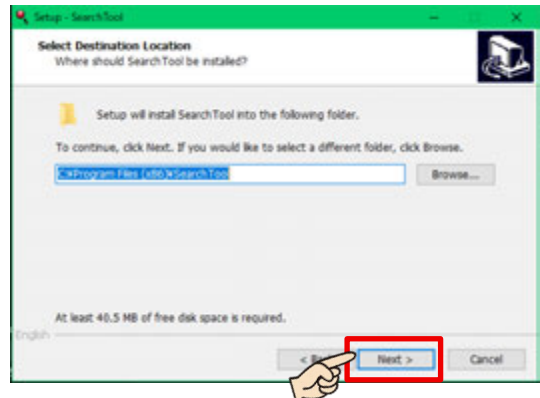 Setup - SearchTool
Select Destination Location
Where should SearchTool be installed?
Setup will install SearchTool into the following folder.
To continue, click Next. If you would like to select a different folder, click Browse.
C:¥Program Files (x86)¥SearchTool
Browse...
At least 40.5 MB of free disk space is required.
English
Next >
Cancel